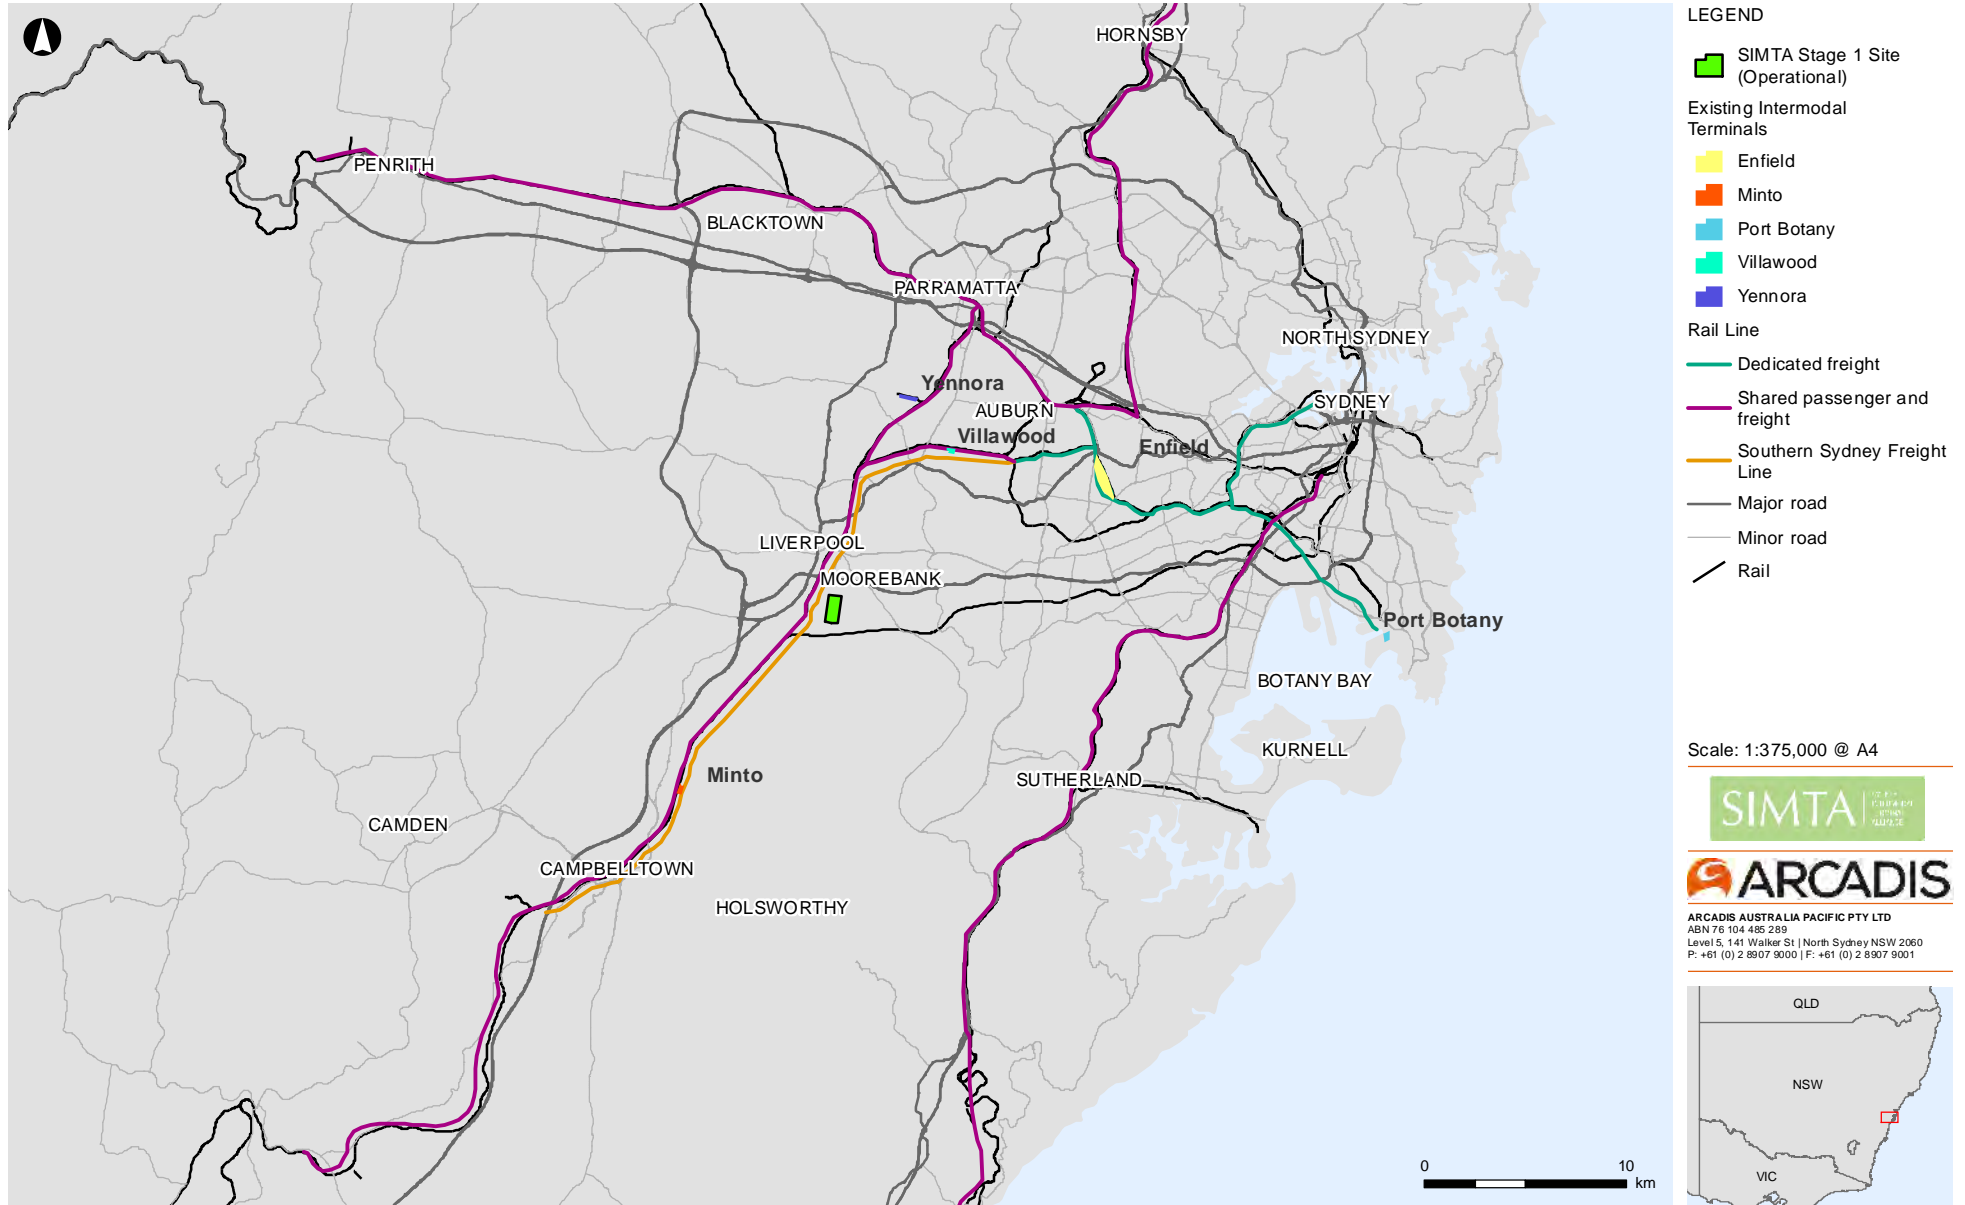 HORNSBY
PENRITH
BLACKTOWN
PARRAMATTA
NORTH SYDNEY
Yennora
SYDNEY
AUBURN
Villawood
Enfield
LIVERPOOL
MOOREBANK
Port Botany
BOTANY BAY
KURNELL
Minto
SUTHERLAND
CAMDEN
CAMPBELLTOWN
HOLSWORTHY
0 10
km
LEGEND
SIMTA Stage 1 Site
(Operational)
Existing Intermodal
Terminals
Enfield
Minto
Port Botany
Villawood
Yennora
Rail Line
Dedicated freight
Shared passenger and
freight
Southern Sydney Freight
Line
Major road
Minor road
Rail
Scale: 1:375,000 @ A4
SIMTA
ARCADIS
ARCADIS AUSTRALIA PACIFIC PTY LTD
ABN 76 104 485 289
Level 5, 141 Walker St | North Sydney NSW 2060
P: +61 (0) 2 8907 9000 | F: +61 (0) 2 8907 9001
QLD
NSW
VIC